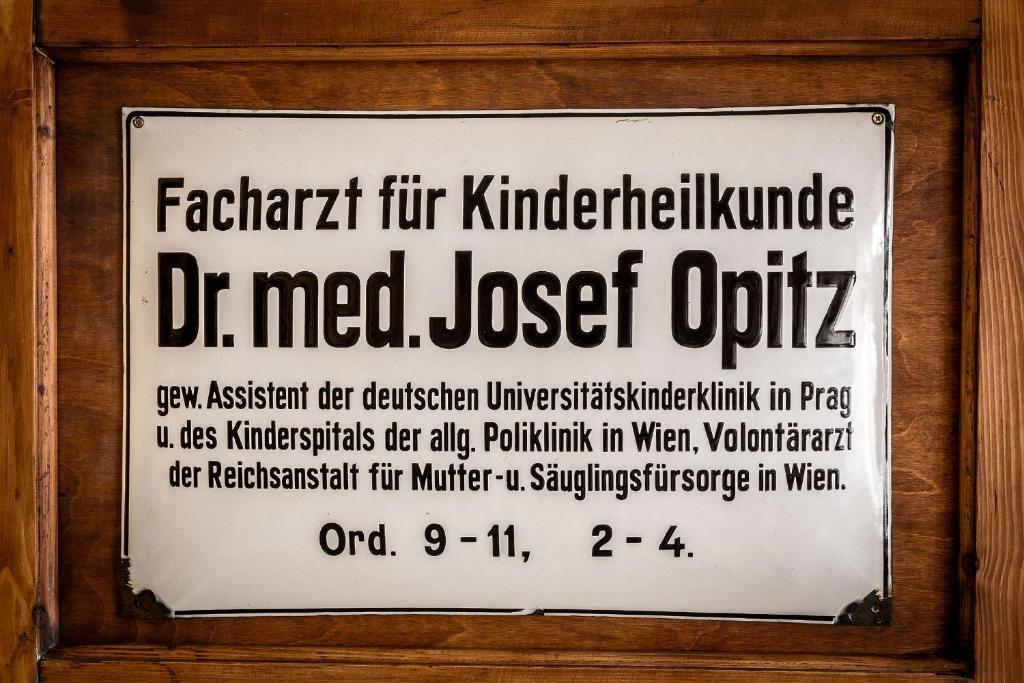 Facharzt für Kinderheilkunde
Dr. med. Josef Opitz
gew. Assistent der deutschen Universitätskinderklinik in Prag
u. des Kinderspitals der allg. Poliklinik in Wien, Volontärarzt
der Reichsanstalt für Mutter-u. Säuglingsfürsorge in Wien.
Ord. 9-11, 2-4.